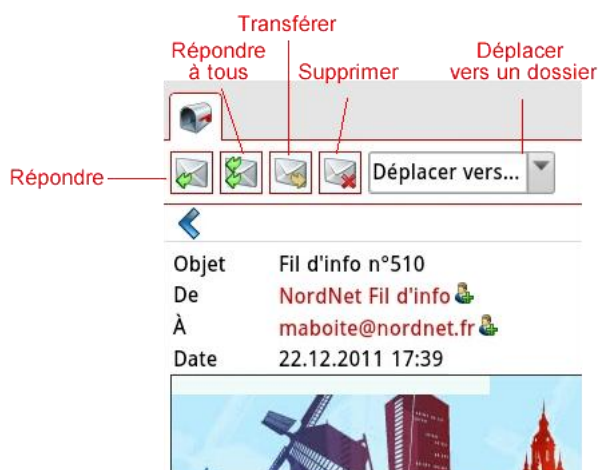 Transférer
Répondre
à tous
Supprimer
Déplacer
vers un dossier
Répondre
Déplacer vers...
Objet Fil d'info n°510
De NordNet Fil d'info
À maboite@nordnet.fr
Date 22.12.2011 17:39